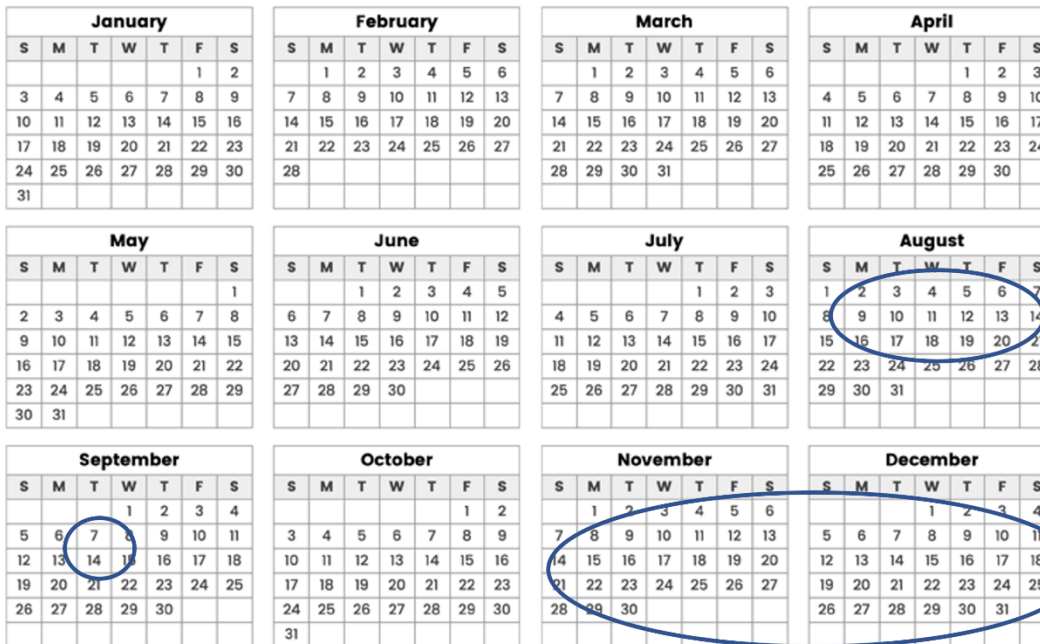 January February March April
S M T W T F S S M T W T F S S M T W T F S S M T W T F S
1 2 1 2 3 4 5 6 1 2 3 4 5 6 1 2 3
3 4 5 6 7 8 9 7 8 9 10 11 12 13 7 8 9 10 11 12 13 4 5 6 7 8 9 10
10 11 12 13 14 15 16 14 15 16 17 18 19 20 14 15 16 17 18 19 20 11 12 13 14 15 16 17
17 18 19 20 21 22 23 21 22 23 24 25 26 27 21 22 23 24 25 26 27 18 19 20 21 22 23 24
24 25 26 27 28 29 30 28 28 29 30 31 25 26 27 28 29 30
31
May June July August
S M T W T F S S M T W T F S S M T W T F S S M T W T F S
1 1 2 3 4 5 1 2 3 1 2 3 4 5 6 7
2 3 4 5 6 7 8 6 7 8 9 10 11 12 4 5 6 7 8 9 10 8 9 10 11 12 13 14
9 10 11 12 13 14 15 13 14 15 16 17 18 19 11 12 13 14 15 16 17 15 16 17 18 19 20 21
16 17 18 19 20 21 22 20 21 22 23 24 25 26 18 19 20 21 22 23 24 22 23 24 25 26 27 28
23 24 25 26 27 28 29 27 28 29 30 25 26 27 28 29 30 31 29 30 31
30 31
September October November December
S M T W T F S S M T W T F S S M T W T F S S M T W T F S
1 2 3 4 1 2 1 2 3 4 5 6 1 2 3 4
5 6 7 8 9 10 11 3 4 5 6 7 8 9 7 8 9 10 11 12 13 5 6 7 8 9 10 11
12 13 14 15 16 17 18 10 11 12 13 14 15 16 14 15 16 17 18 19 20 12 13 14 15 16 17 18
19 20 21 22 23 24 25 17 18 19 20 21 22 23 21 22 23 24 25 26 27 19 20 21 22 23 24 25
26 27 28 29 30 24 25 26 27 28 29 30 28 29 30 26 27 28 29 30 31
31